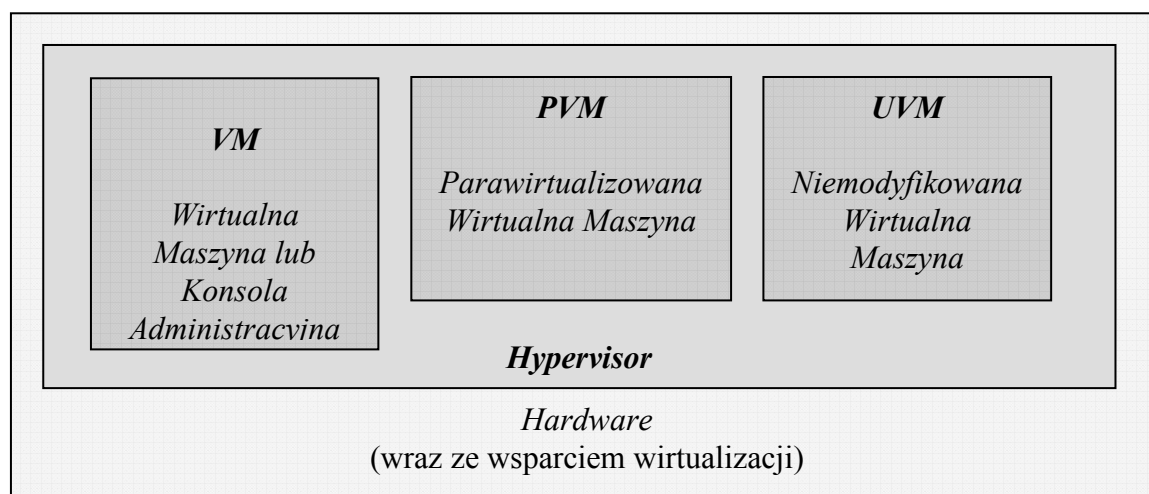 VM
Wirtualna
Maszyna lub
Konsola
Administracyjna
PVM
Parawirtualizowana
Wirtualna Maszyna
UVM
Niemodyfikowana
Wirtualna
Maszyna
Hypervisor
Hardware
(wraz ze wsparciem wirtualizacji)